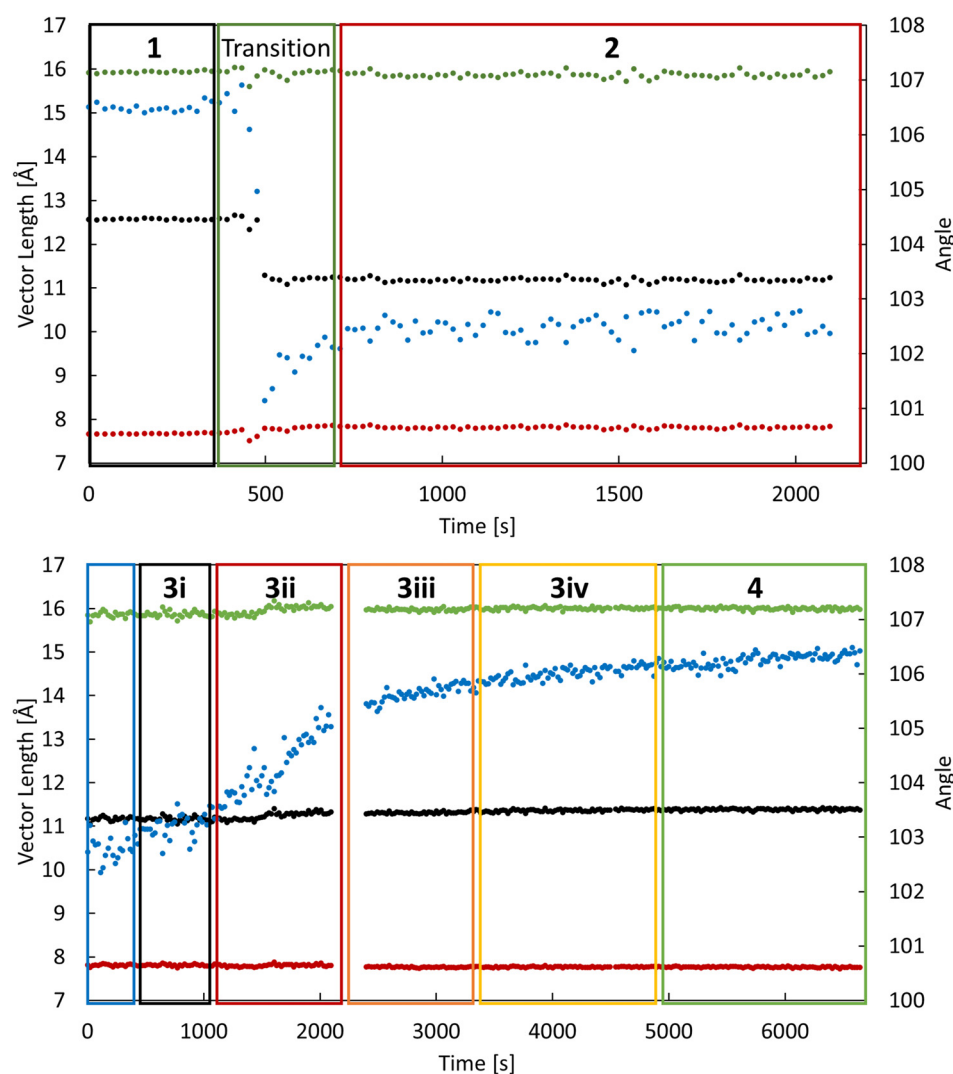 1 Transition 2
17 108
16 107
15
14 106
13 105
12 104
11 103
10 102
9
8 101
7 100
Vector Length [Å]
Angle
0 500 1000 1500 2000
Time [s]
3i 3ii 3iii 3iv 4
17 108
16 107
15
14 106
13 105
12 104
11 103
10 102
9
8 101
7 100
Vector Length [Å]
Angle
0 1000 2000 3000 4000 5000 6000
Time [s]